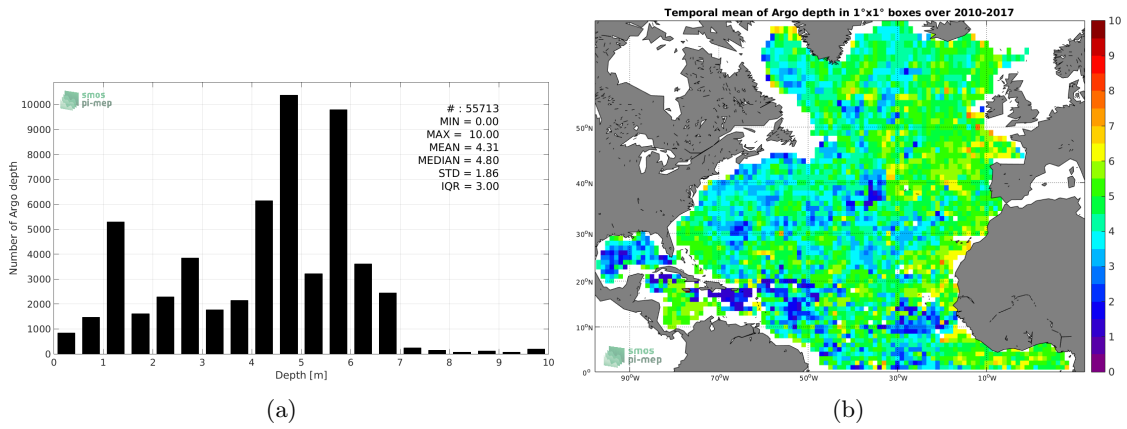 smos
pi-mep
# : 55713
MIN = 0.00
MAX = 10.00
MEAN = 4.31
MEDIAN = 4.80
STD = 1.86
IQR = 3.00
Number of Argo depth
10000
9000
8000
7000
6000
5000
4000
3000
2000
1000
0
0 1 2 3 4 5 6 7 8 9 10
Depth [m]
(a)
Temporal mean of Argo depth in 1°x1° boxes over 2010-2017
50°N
40°N
30°N
20°N
10°N
0°
90°W 70°W 50°W 30°W 10°W
smos
pi-mep
10
9
8
7
6
5
4
3
2
1
0
(b)